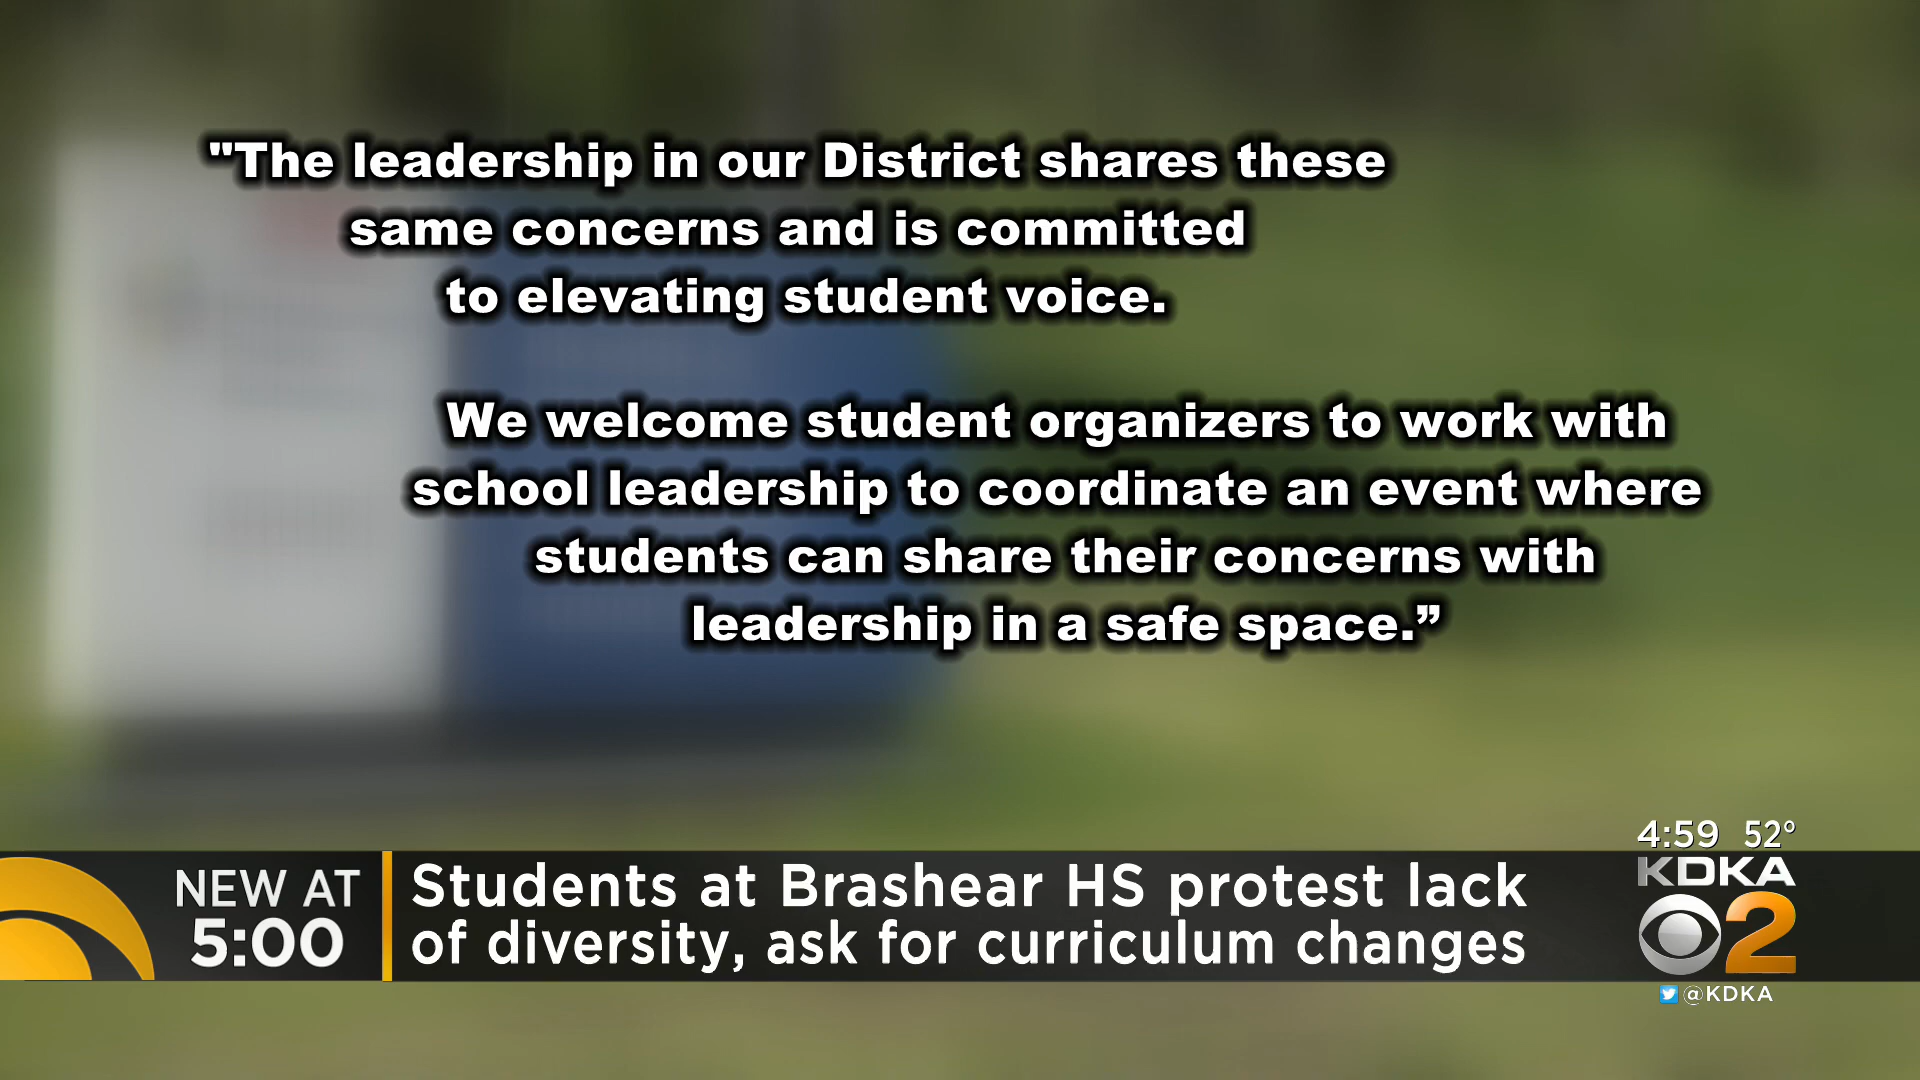 "The leadership in our District shares these
same concerns and is committed
to elevating student voice.
We welcome student organizers to work with
school leadership to coordinate an event where
students can share their concerns with
leadership in a safe space.”
4:59 52°
NEW AT
5:00
Students at Brashear HS protest lack
of diversity, ask for curriculum changes
KDKA
2
@KDKA